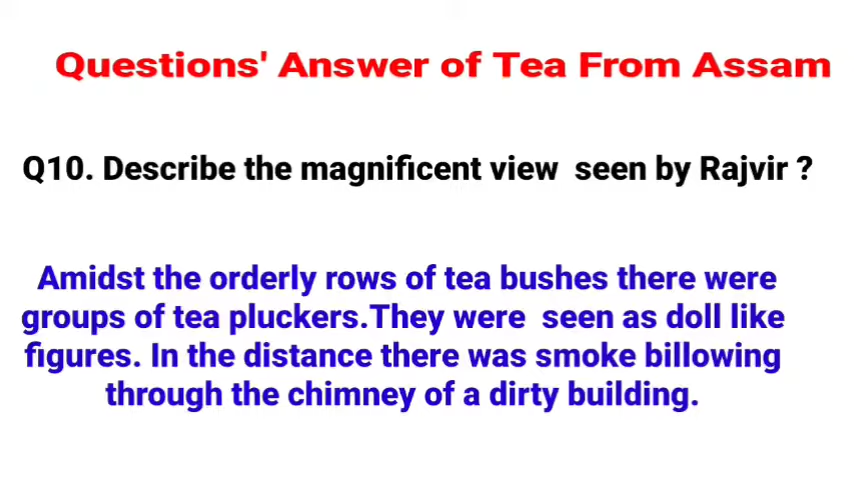 Questions' Answer of Tea From Assam
Q10. Describe the magnificent view seen by Rajvir ?
Amidst the orderly rows of tea bushes there were
groups of tea pluckers.They were seen as doll like
figures. In the distance there was smoke billowing
through the chimney of a dirty building.